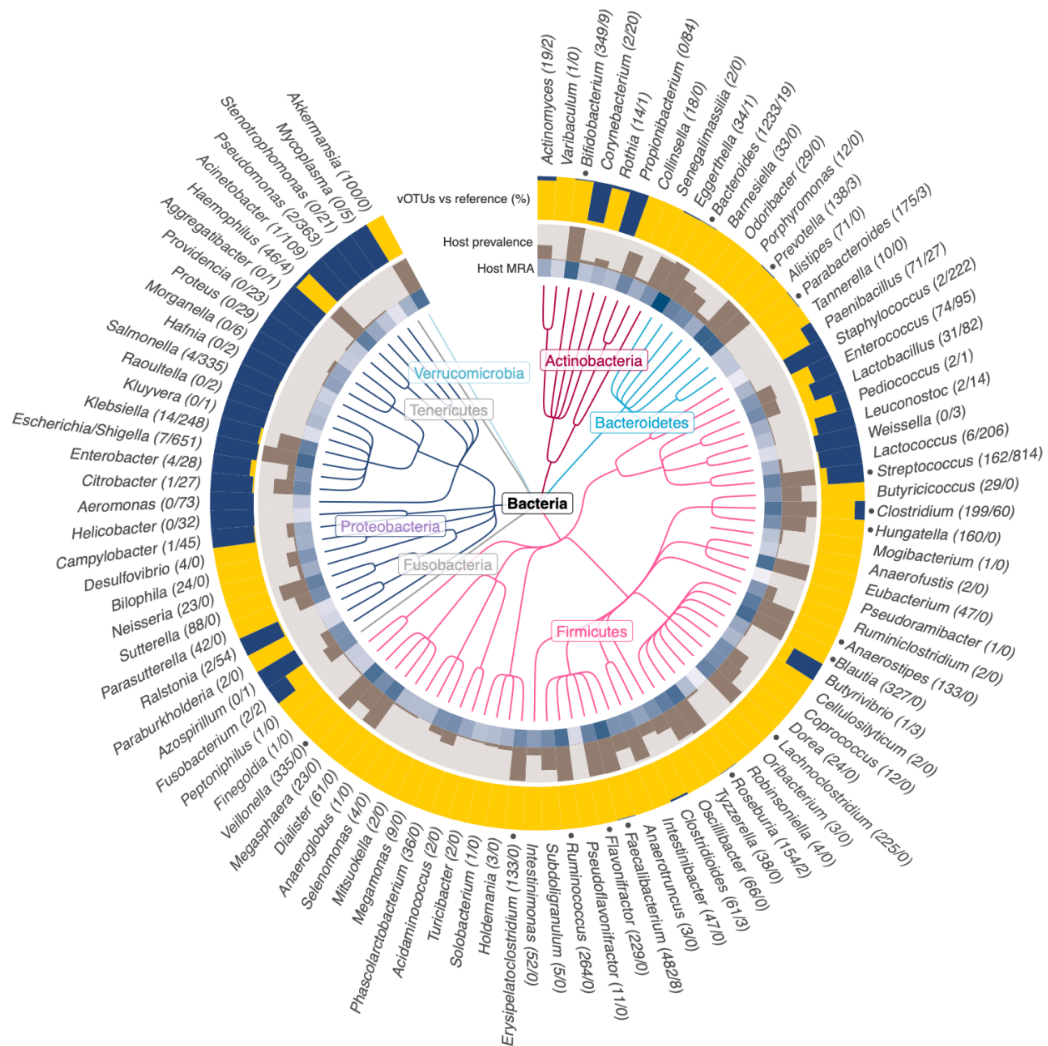 vOTUs vs reference (%)
Host prevalence
Host MRA
Actinomyces (19/2)
Varibaculum (1/0)
Bifidobacterium (349/9)
Corynebacterium (2/20)
Rothia (14/1)
Propionibacterium (0/84)
Collinsella (18/0)
Senegalimassilia (2/0)
Eggerthella (34/1)
Bacteroides (1233/19)
Barnesiella (33/0)
Odoribacter (29/0)
Porphyromonas (12/0)
Prevotella (138/3)
Alistipes (71/0)
Parabacteroides (175/3)
Tannerella (10/0)
Paenibacillus (71/27)
Staphylococcus (2/222)
Enterococcus (74/95)
Lactobacillus (31/82)
Pediococcus (2/1)
Leuconostoc (2/14)
Weissella (0/3)
Lactococcus (6/206)
Streptococcus (162/814)
Butyricicoccus (29/0)
Clostridium (199/60)
Hungatella (160/0)
Mogibacterium (1/0)
Anaerofustis (2/0)
Eubacterium (47/0)
Pseudoramibacter (1/0)
Ruminiclostridium (2/0)
Anaerostipes (133/0)
Blautia (327/0)
Butyrivibrio (1/3)
Cellulosilyticum (2/0)
Coprococcus (12/0)
Dorea (24/0)
Lachnoclostridium (225/0)
Oribacterium (3/0)
Robinsoniella (4/0)
Roseburia (154/2)
Tyzzerella (38/0)
Oscillibacter (66/0)
Clostridioides (61/3)
Intestinibacter (47/0)
Anaerotruncus (3/0)
Faecalibacterium (482/8)
Flavonifractor (229/0)
Pseudoflavonifractor (11/0)
Ruminococcus (264/0)
Subdoligranulum (5/0)
Intestinimonas (52/0)
Erysipelatoclostridium (133/0)
Holdemania (3/0)
Solobacterium (1/0)
Turicibacter (2/0)
Acidaminococcus (2/0)
Phascolarctobacterium (36/0)
Megamonas (9/0)
Mitsuokella (2/0)
Selenomonas (4/0)
Anaeroglobus (1/0)
Dialister (61/0)
Megasphaera (23/0)
Veillonella (335/0)
Finegoldia (1/0)
Peptoniphilus (1/0)
Fusobacterium (2/2)
Azospirillum (0/1)
Paraburkholderia (2/0)
Ralstonia (2/54)
Parasutterella (42/0)
Sutterella (88/0)
Neisseria (23/0)
Bilophila (24/0)
Desulfovibrio (4/0)
Campylobacter (1/45)
Helicobacter (0/32)
Aeromonas (0/73)
Citrobacter (1/27)
Enterobacter (4/28)
Escherichia/Shigella (7/651)
Klebsiella (14/248)
Kluyvera (0/1)
Raoultella (0/2)
Salmonella (4/335)
Hafnia (0/2)
Morganella (0/6)
Proteus (0/29)
Providencia (0/23)
Aggregatibacter (0/1)
Haemophilus (46/4)
Acinetobacter (1/109)
Pseudomonas (2/363)
Stenotrophomonas (0/21)
Mycoplasma (0/5)
Akkermansia (100/0)
Actinobacteria
Verrucomicrobia
Tenericutes
Bacteroidetes
Bacteria
Proteobacteria
Fusobacteria
Firmicutes